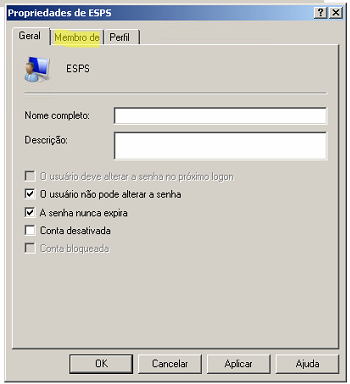 Propriedades de ESPS
Geral Membro de Perfil
ESPS
Nome completo:
Descrição:
O usuário deve alterar a senha no próximo logon
O usuário não pode alterar a senha
A senha nunca expira
Conta desativada
Conta bloqueada
OK Cancelar Aplicar Ajuda